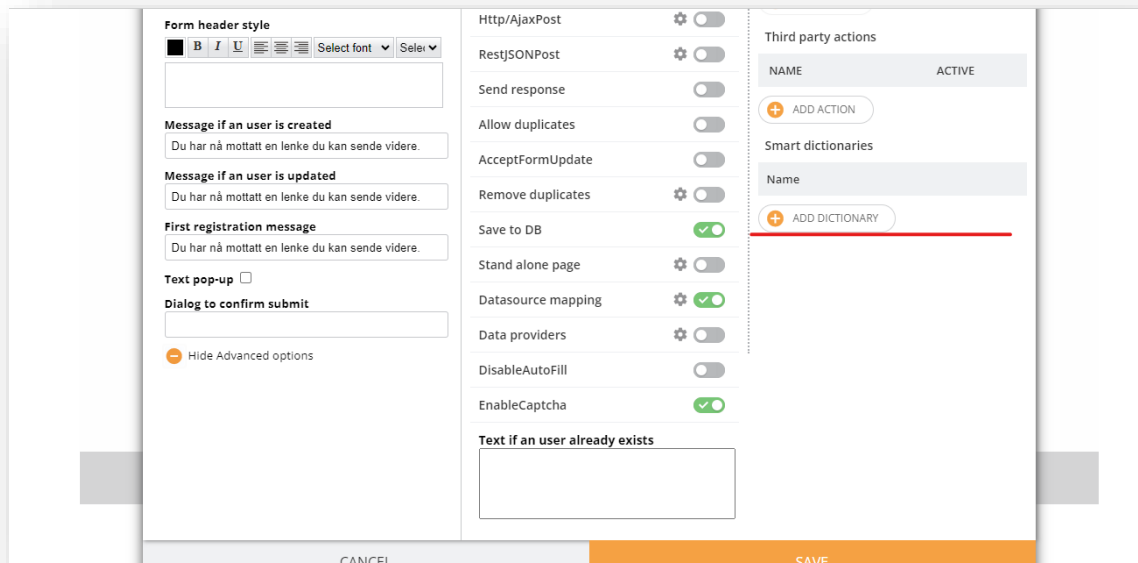 Form header style
B I U Select font Selec
Message if an user is created
Du har nå mottatt en lenke du kan sende videre.
Message if an user is updated
Du har nå mottatt en lenke du kan sende videre.
First registration message
Du har nå mottatt en lenke du kan sende videre.
Text pop-up
Dialog to confirm submit
Hide Advanced options
Http/AjaxPost
RestJSONPost
Send response
Allow duplicates
AcceptFormUpdate
Remove duplicates
Save to DB
Stand alone page
Datasource mapping
Data providers
DisableAutoFill
EnableCaptcha
Text if an user already exists
Third party actions
NAME ACTIVE
ADD ACTION
Smart dictionaries
Name
ADD DICTIONARY
CANCEL
SAVE